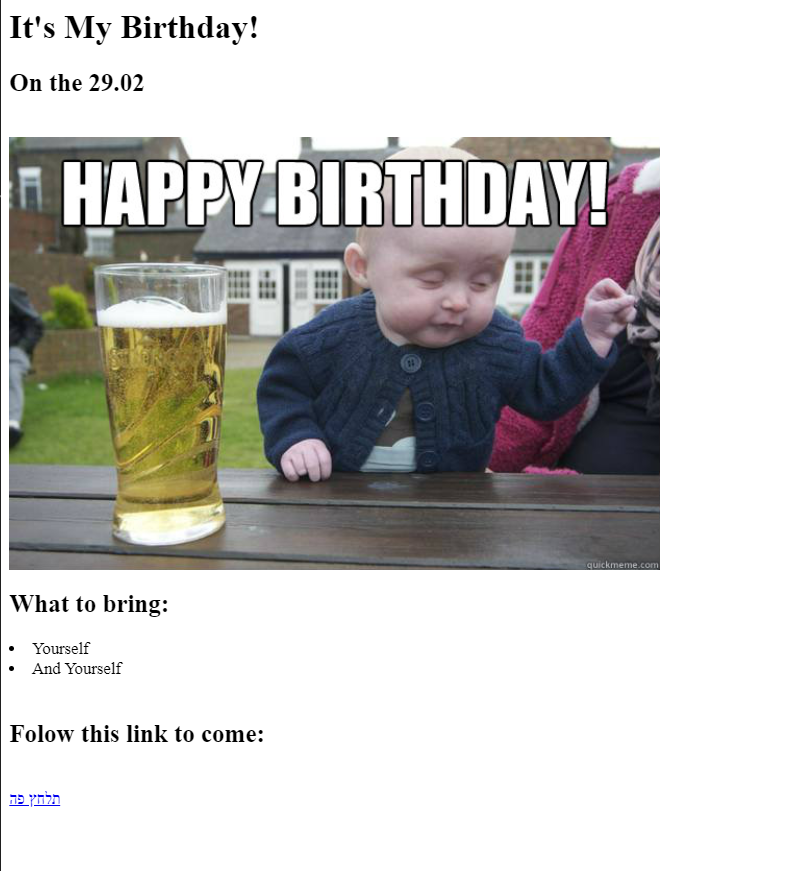 It's My Birthday!
On the 29.02
HAPPY BIRTHDAY!
quickmeme.com
What to bring:
Yourself
And Yourself
Folow this link to come:
תלחץ פה